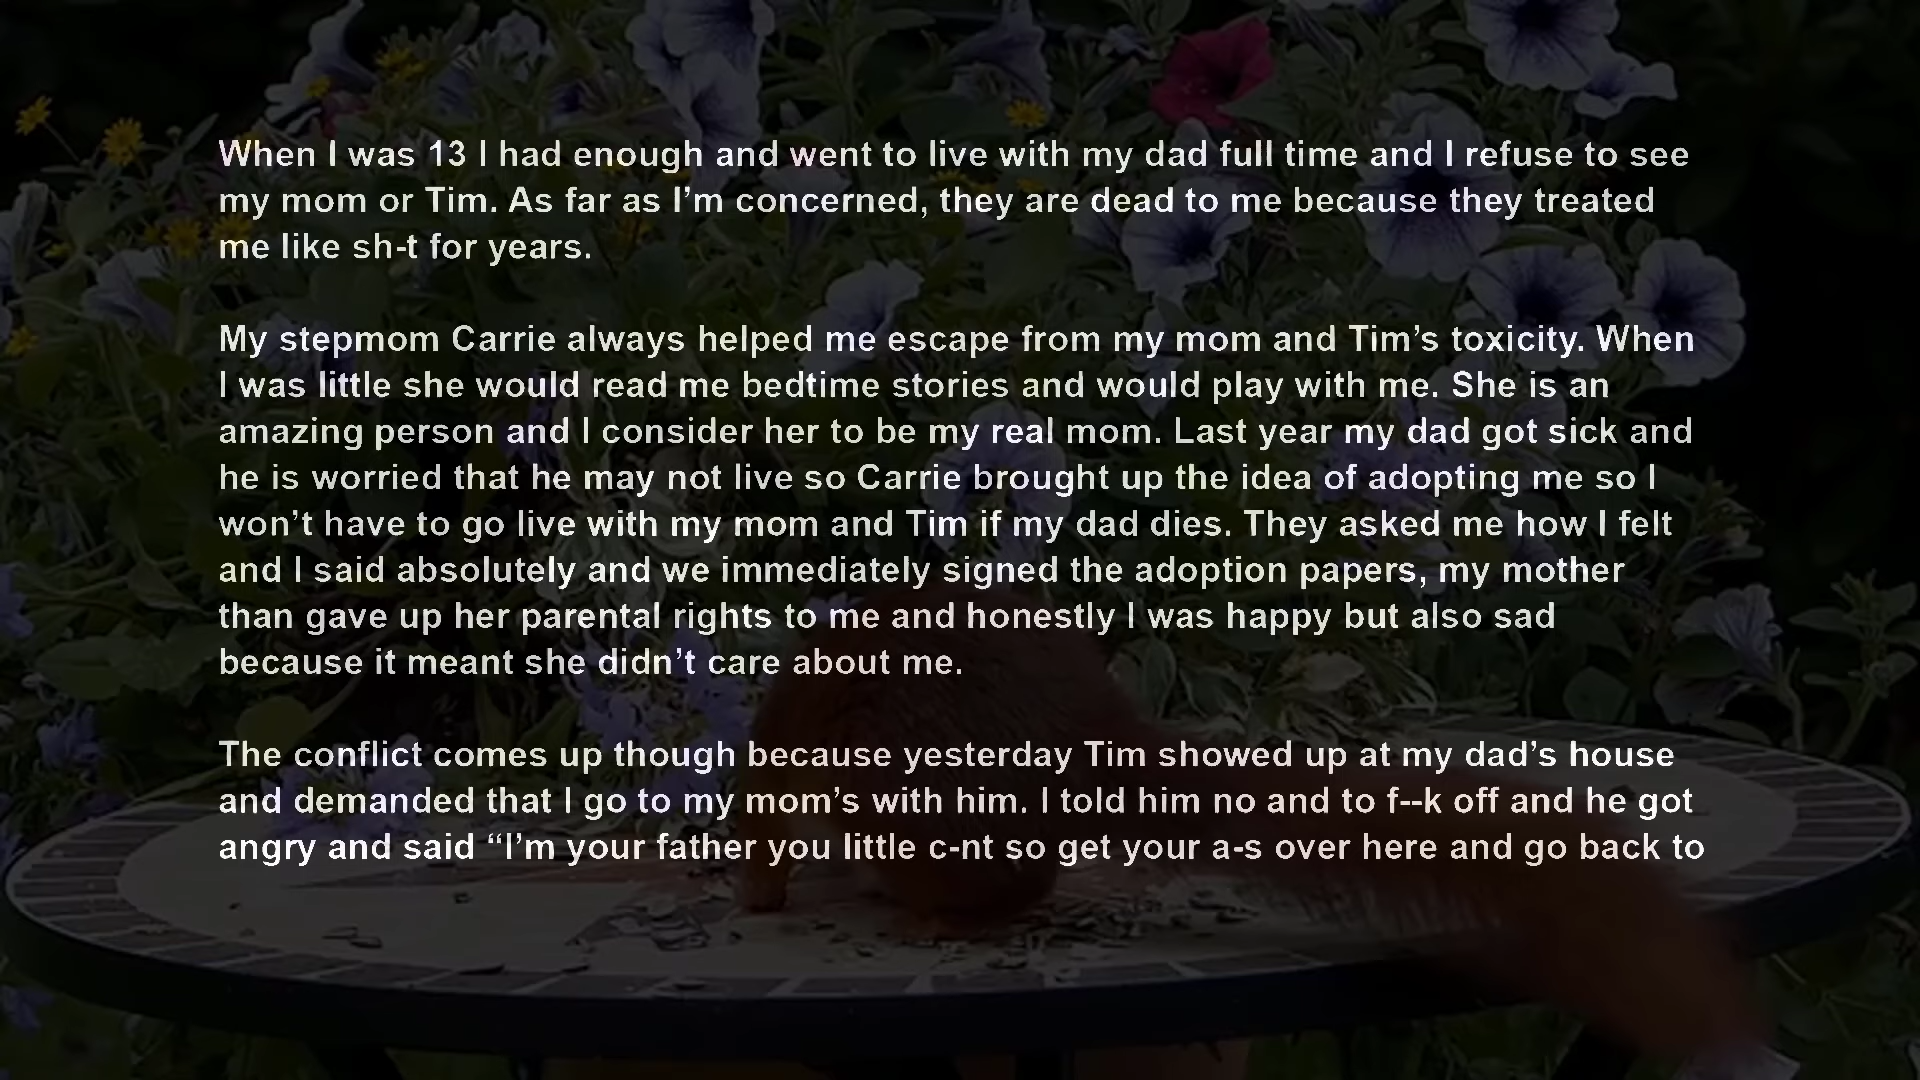 When I was 13 I had enough and went to live with my dad full time and I refuse to see
my mom or Tim. As far as I’m concerned, they are dead to me because they treated
me like sh-t for years.
My stepmom Carrie always helped me escape from my mom and Tim’s toxicity. When
I was little she would read me bedtime stories and would play with me. She is an
amazing person and I consider her to be my real mom. Last year my dad got sick and
he is worried that he may not live so Carrie brought up the idea of adopting me so I
won’t have to go live with my mom and Tim if my dad dies. They asked me how I felt
and I said absolutely and we immediately signed the adoption papers, my mother
than gave up her parental rights to me and honestly I was happy but also sad
because it meant she didn’t care about me.
The conflict comes up though because yesterday Tim showed up at my dad’s house
and demanded that I go to my mom’s with him. I told him no and to f--k off and he got
angry and said “I’m your father you little c-nt so get your a-s over here and go back to